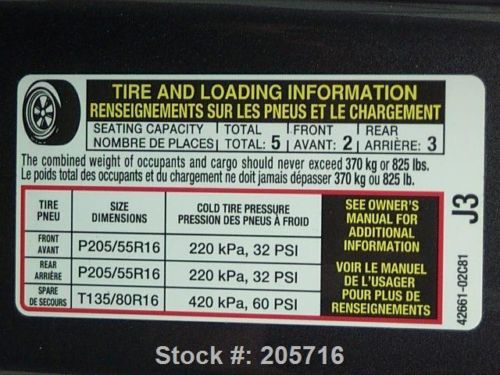 TIRE AND LOADING INFORMATION
RENSEIGNEMENTS SUR LES PNEUS ET LE CHARGEMENT
SEATING CAPACITY TOTAL FRONT REAR
NOMBRE DE PLACES TOTAL: 5 AVANT: 2 ARRIÈRE: 3
The combined weight of occupants and cargo should never exceed 370 kg or 825 lbs.
Le poids total des occupants et du chargement ne doit jamais dépasser 370 kg ou 825 lb.
TIRE SIZE COLD TIRE PRESSURE
PNEU DIMENSIONS PRESSION DES PNEUS À FROID
FRONT
AVANT P205/55R16 220 kPa, 32 PSI
REAR
ARRIÈRE P205/55R16 220 kPa, 32 PSI
SPARE
DE SECOURS T135/80R16 420 kPa, 60 PSI
SEE OWNER'S
MANUAL FOR
ADDITIONAL
INFORMATION
VOIR LE MANUEL
DE L'USAGER
POUR PLUS DE
RENSEIGNEMENTS
J3
42661-02C81
Stock #: 205716